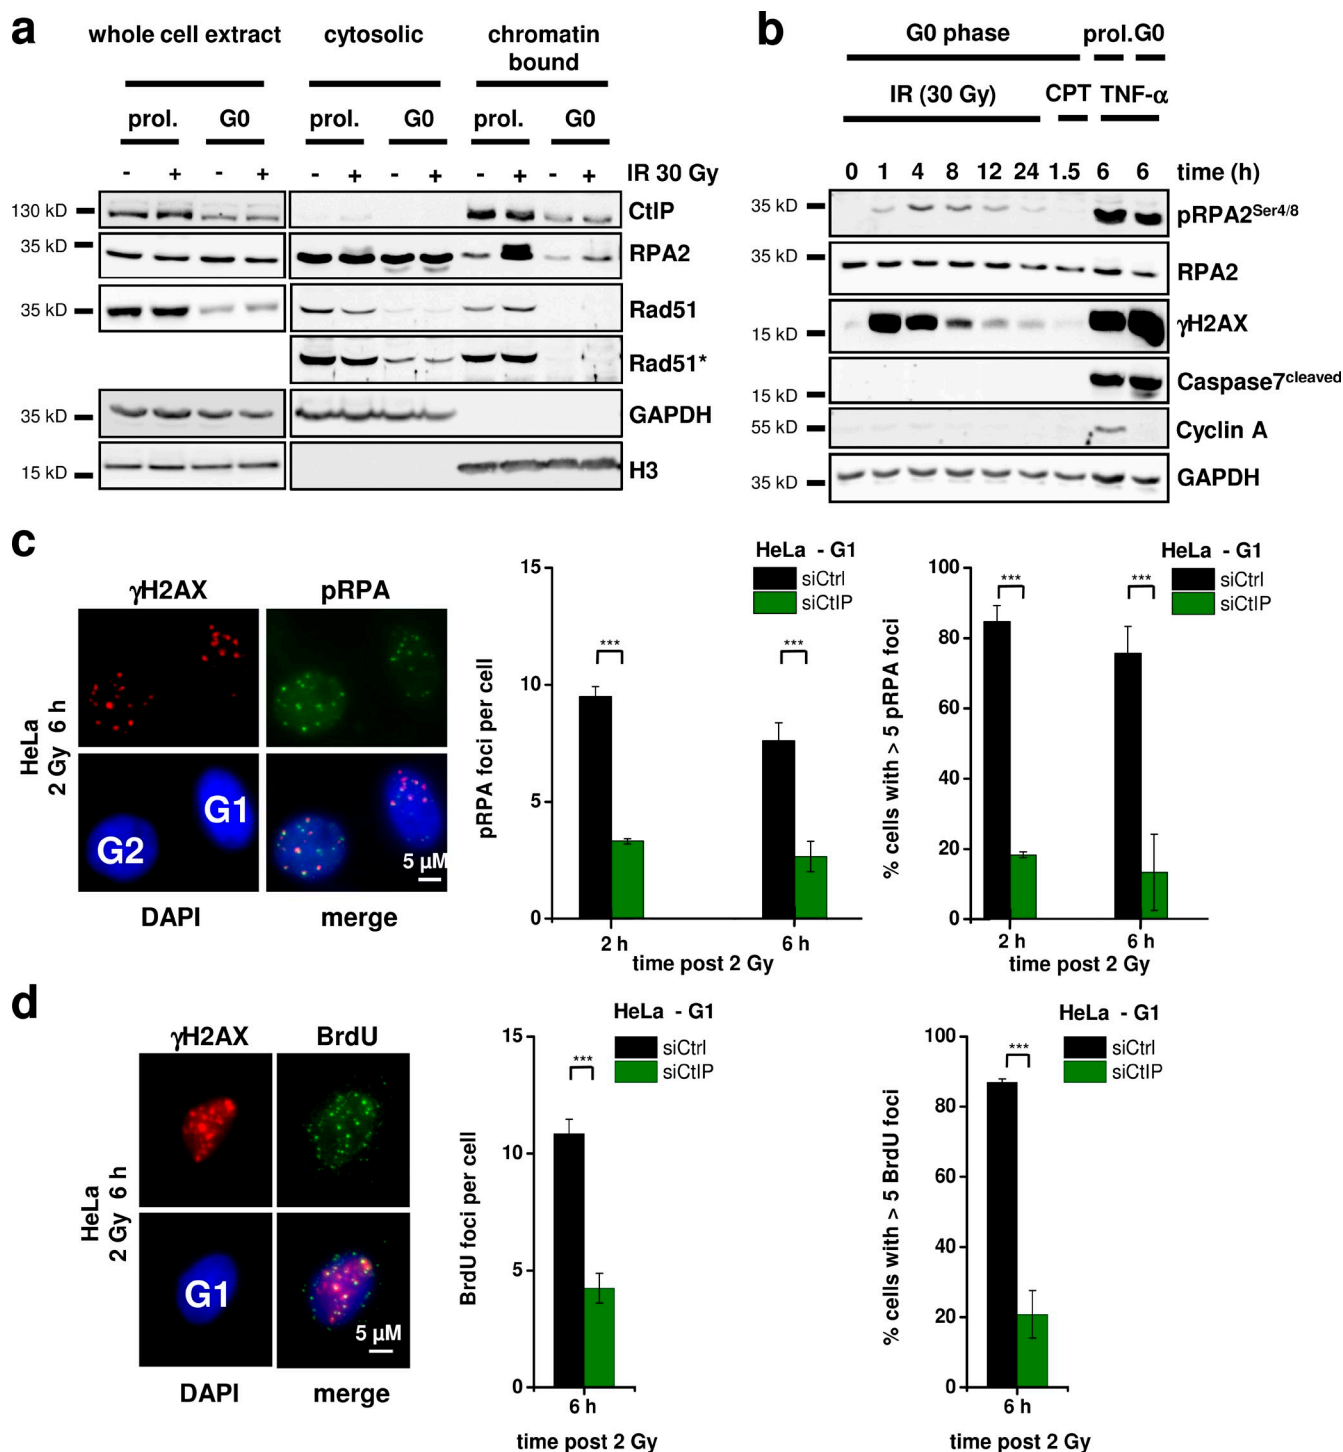 a
whole cell extract cytosolic chromatin bound
prol. G0 prol. G0 prol. G0
- + - + - + - + - + - + IR 30 Gy
130 kD CtIP
35 kD RPA2
35 kD Rad51
Rad51*
35 kD GAPDH
15 kD H3
b
G0 phase prol. G0
IR (30 Gy) CPT TNF-α
0 1 4 8 12 24 1.5 6 6 time (h)
35 kD pRPA2Ser4/8
35 kD RPA2
15 kD γH2AX
15 kD Caspase7cleaved
55 kD Cyclin A
35 kD GAPDH
c
γH2AX pRPA
HeLa
2 Gy 6 h
G2 G1
5 µM
DAPI merge
HeLa - G1
siCtrl
siCtIP
***
***
pRPA foci per cell
15
10
5
0
2 h 6 h
time post 2 Gy
HeLa - G1
siCtrl
siCtIP
***
***
% cells with > 5 pRPA foci
100
80
60
40
20
0
2 h 6 h
time post 2 Gy
d
γH2AX BrdU
HeLa
2 Gy 6 h
G1
5 µM
DAPI merge
HeLa - G1
siCtrl
siCtIP
***
BrdU foci per cell
15
10
5
0
6 h
time post 2 Gy
HeLa - G1
siCtrl
siCtIP
***
% cells with > 5 BrdU foci
100
80
60
40
20
0
6 h
time post 2 Gy